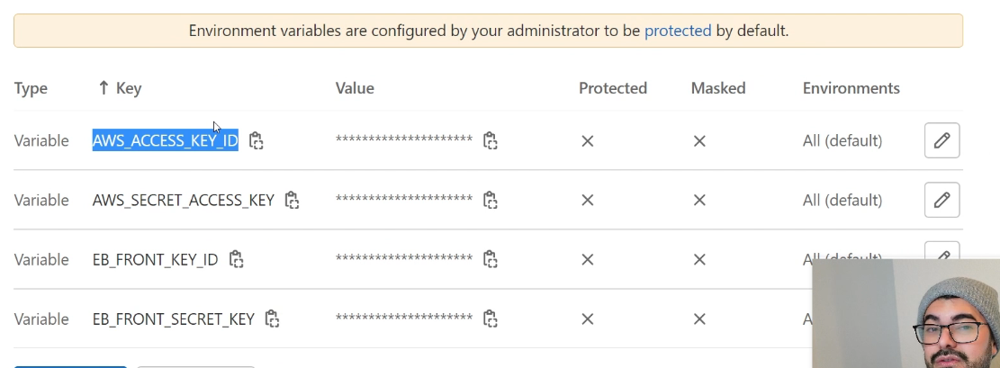 Environment variables are configured by your administrator to be protected by default.
Type ↑ Key Value Protected Masked Environments
Variable AWS_ACCESS_KEY_ID ******************** × × All (default)
Variable AWS_SECRET_ACCESS_KEY ******************** × × All (default)
Variable EB_FRONT_KEY_ID ******************** × × All (default)
Variable EB_FRONT_SECRET_KEY ******************** × ×